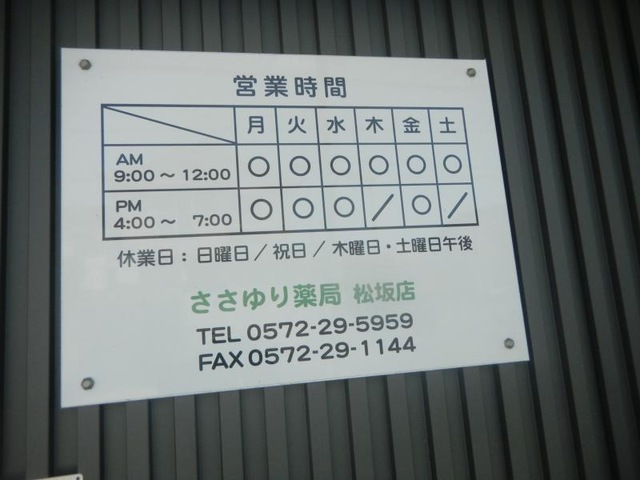 営業時間
月 火 水 木 金 土
AM
9:00 ～ 12:00 ○ ○ ○ ○ ○ ○
PM
4:00 ～ 7:00 ○ ○ ○ / ○ /
休業日：日曜日 / 祝日 / 木曜日・土曜日午後
ささゆり薬局 松坂店
TEL 0572-29-5959
FAX 0572-29-1144